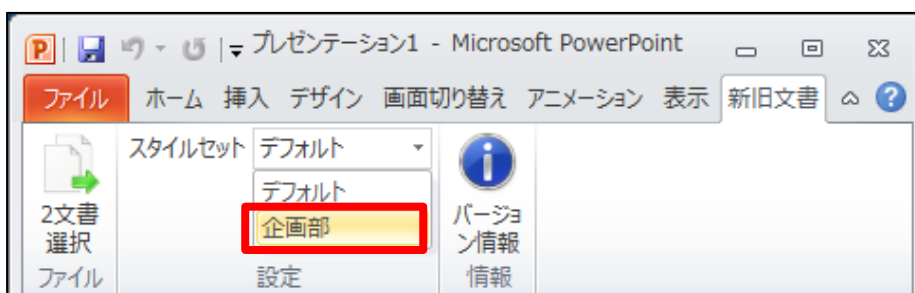 プレゼンテーション1 - Microsoft PowerPoint
ファイル ホーム 挿入 デザイン 画面切り替え アニメーション 表示 新旧文書
スタイルセット デフォルト
デフォルト
企画部
2文書
選択
バージョ
ン情報
ファイル 設定 情報